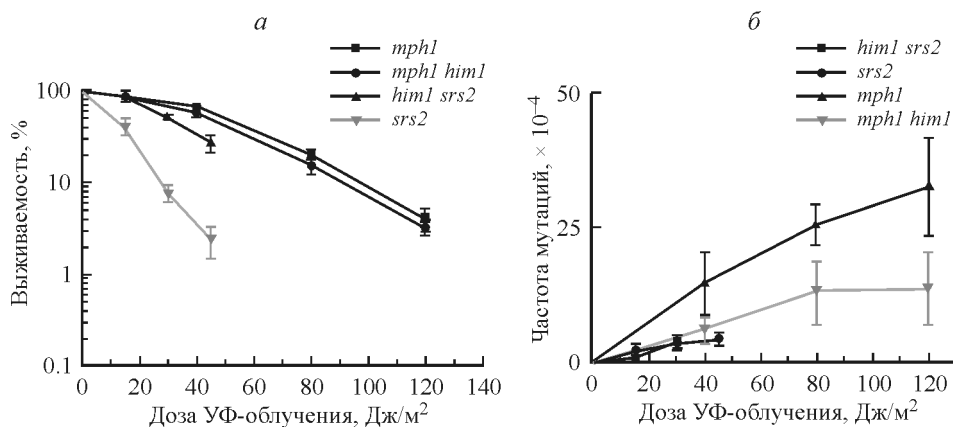 а
mph1
mph1 him1
him1 srs2
srs2
Выживаемость, %
100
10
1
0.1
0 20 40 60 80 100 120 140
Доза УФ-облучения, Дж/м²
б
him1 srs2
srs2
mph1
mph1 him1
Частота мутаций, × 10⁻⁴
50
25
0
0 20 40 60 80 100 120
Доза УФ-облучения, Дж/м²